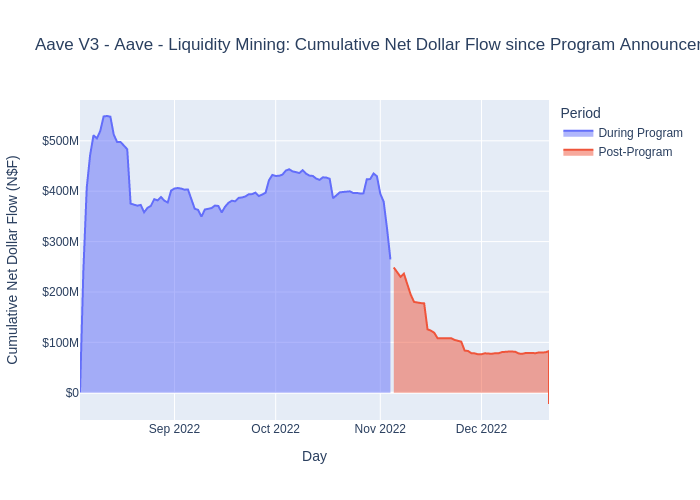 Aave V3 - Aave - Liquidity Mining: Cumulative Net Dollar Flow since Program
Period
During Program
Post-Program
$500M
$400M
$300M
$200M
$100M
$0
Cumulative Net Dollar Flow (N$F)
Sep 2022
Oct 2022
Nov 2022
Dec 2022
Day